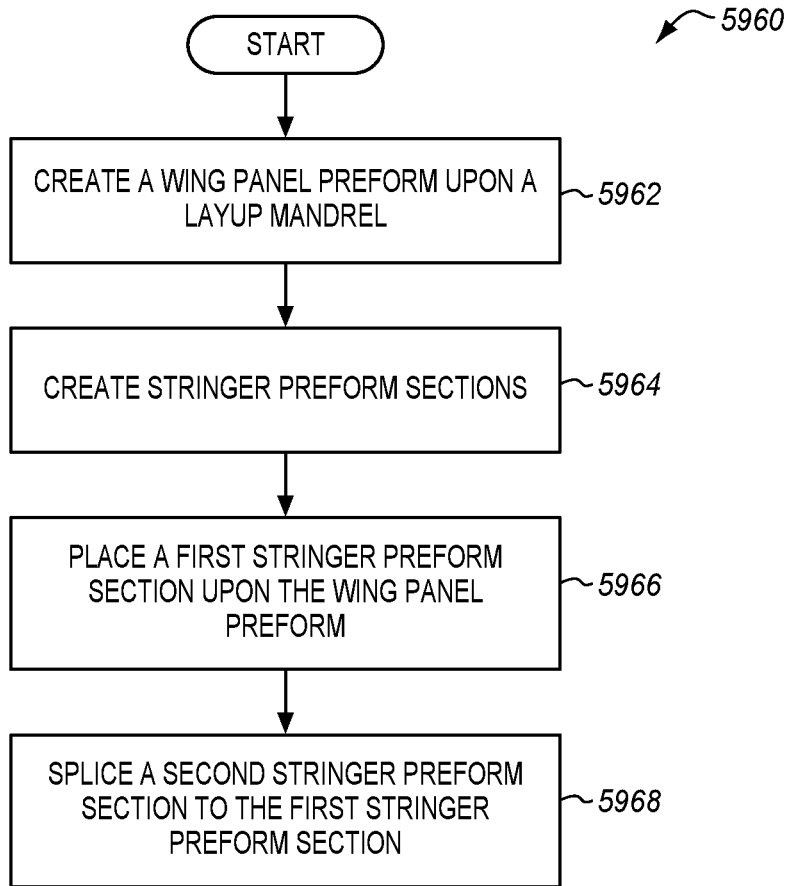 START
5960
CREATE A WING PANEL PREFORM UPON A
LAYUP MANDREL
5962
CREATE STRINGER PREFORM SECTIONS
5964
PLACE A FIRST STRINGER PREFORM
SECTION UPON THE WING PANEL
PREFORM
5966
SPLICE A SECOND STRINGER PREFORM
SECTION TO THE FIRST STRINGER
PREFORM SECTION
5968